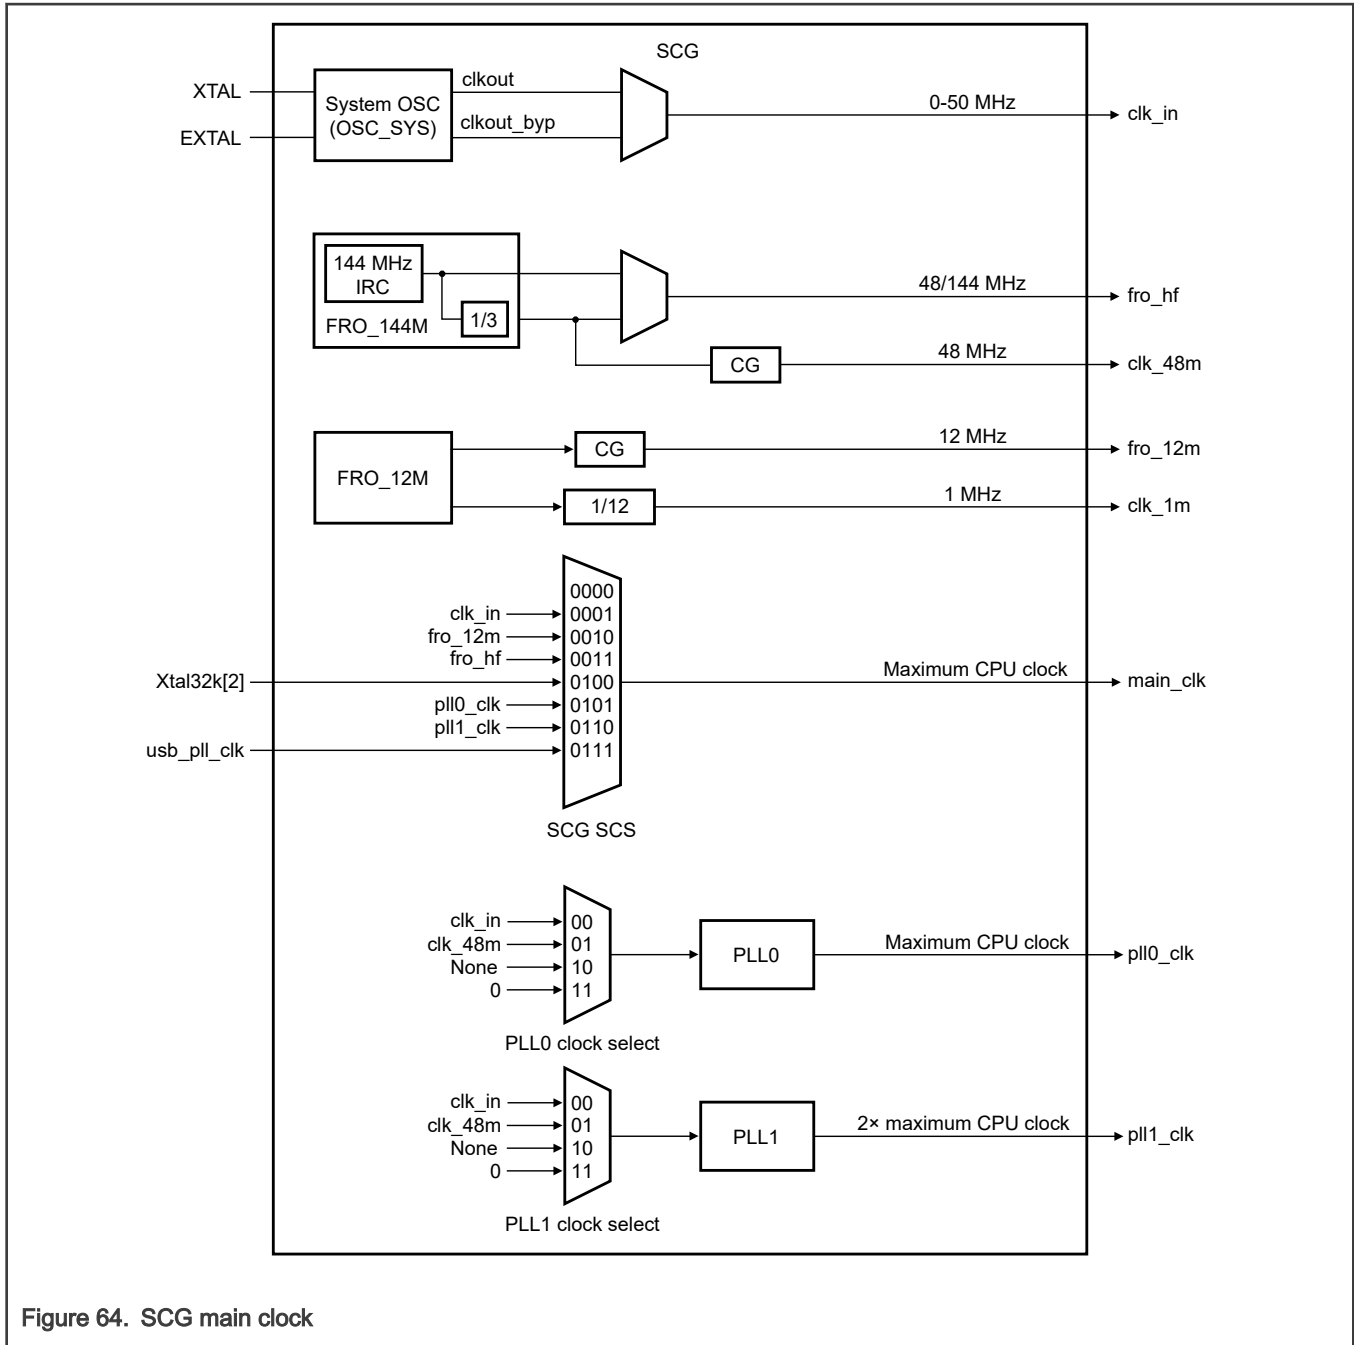 SCG
XTAL
EXTAL
System OSC
(OSC_SYS)
clkout
clkout_byp
0-50 MHz
clk_in
144 MHz
IRC
FRO_144M
1/3
48/144 MHz
fro_hf
CG
48 MHz
clk_48m
FRO_12M
CG
12 MHz
fro_12m
1/12
1 MHz
clk_1m
0000
clk_in 0001
fro_12m 0010
fro_hf 0011
Xtal32k[2] 0100
pll0_clk 0101
pll1_clk 0110
usb_pll_clk 0111
Maximum CPU clock
main_clk
SCG SCS
clk_in 00
clk_48m 01
None 10
0 11
PLL0 clock select
PLL0
Maximum CPU clock
pll0_clk
clk_in 00
clk_48m 01
None 10
0 11
PLL1 clock select
PLL1
2× maximum CPU clock
pll1_clk
Figure 64. SCG main clock